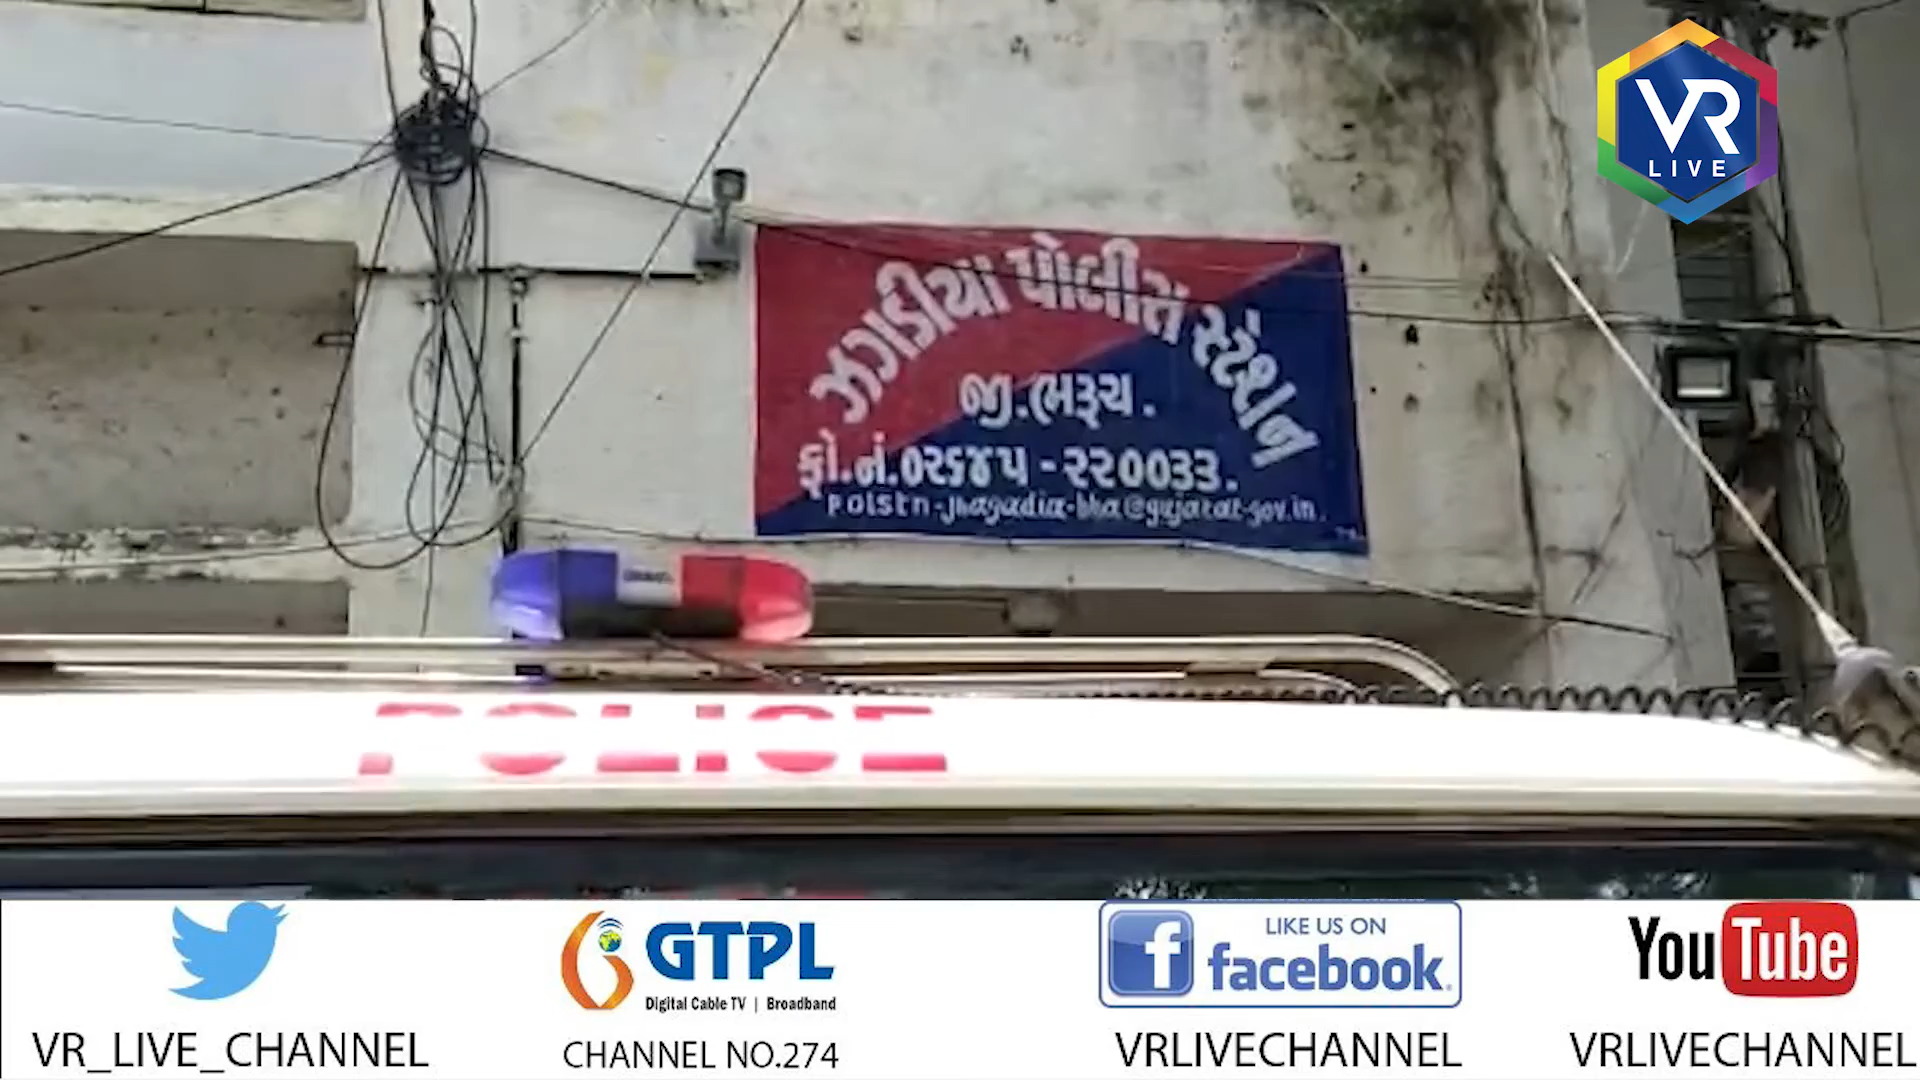 VR
LIVE
ઝગડીયા પોલીસ સ્ટેશન
જી.ભરૂચ.
ફો.નં.૦૨૬૪૫ - ૨૨૦૦૩૩.
Polstn-jhagadia-bha@gujarat.gov.in.
POLICE
GTPL
Digital Cable TV | Broadband
LIKE US ON
facebook.
YouTube
VR_LIVE_CHANNEL
CHANNEL NO.274
VRLIVECHANNEL
VRLIVECHANNEL